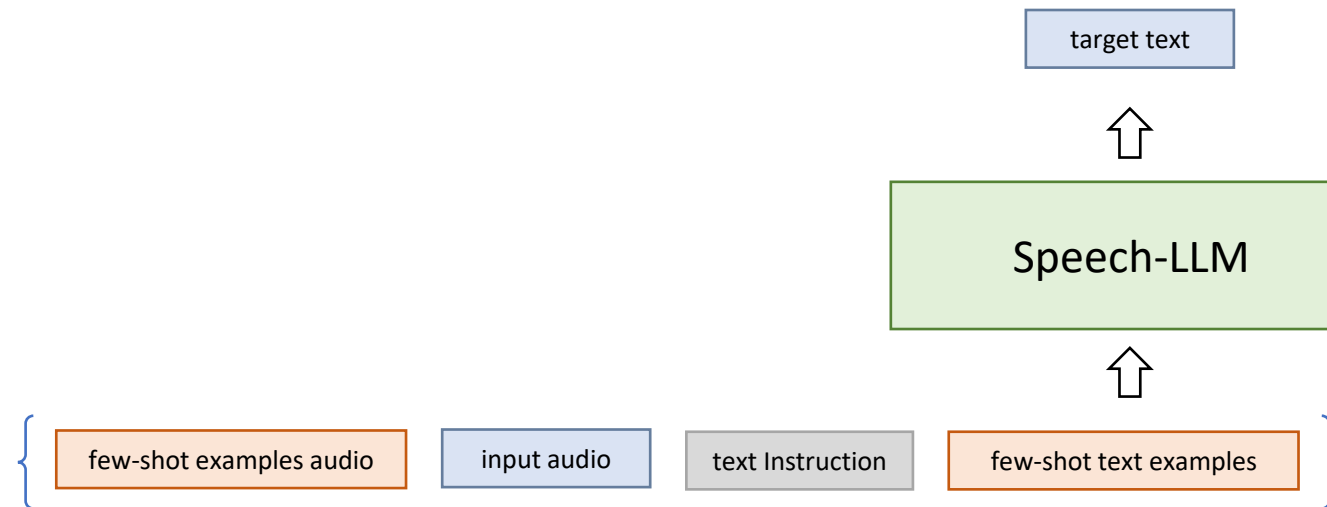 target text
Speech-LLM
few-shot examples audio
input audio
text Instruction
few-shot text examples